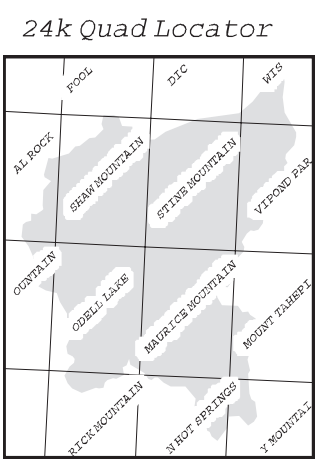 24k Quad Locator
POOL
DIC
WIS
AL ROCK
SHAW MOUNTAIN
STINE MOUNTAIN
VIPOND PAR
OUNTAIN
ODELL LAKE
MAURICE MOUNTAIN
MOUNT TAHEPI
RICK MOUNTAIN
N HOT SPRINGS
Y MOUNTAI